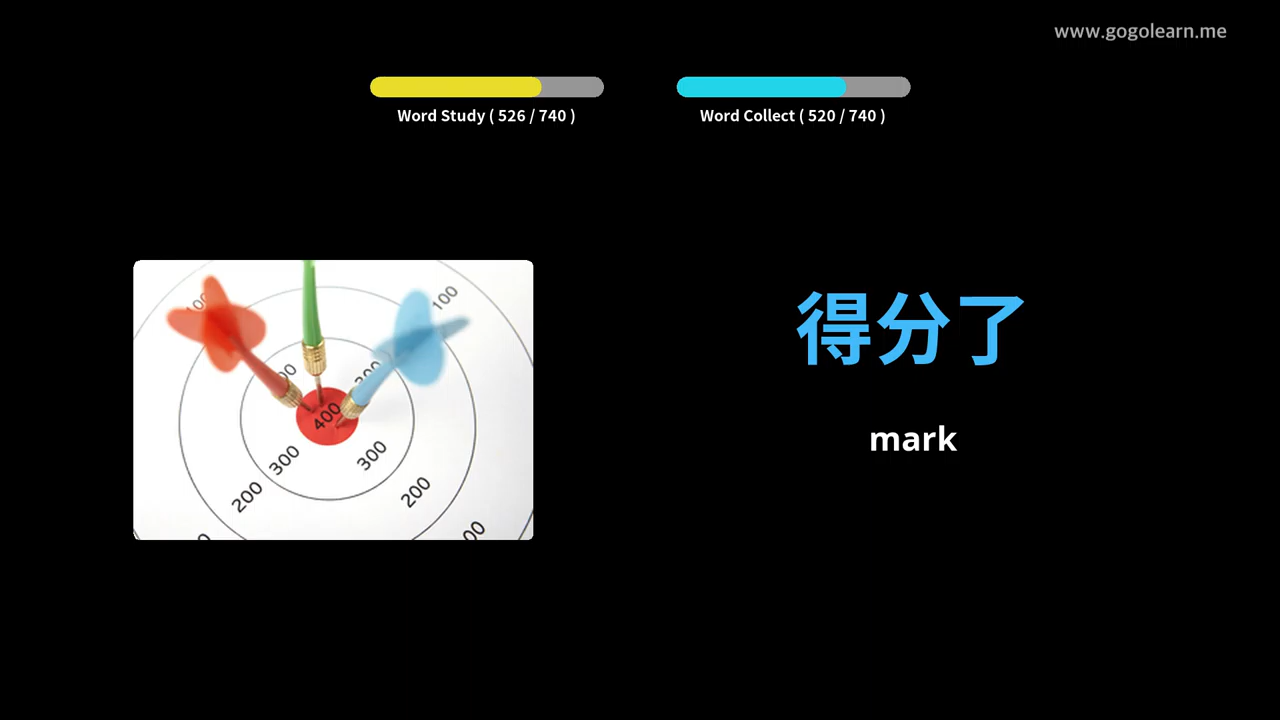 www.gogolearn.me
Word Study ( 526 / 740 )
Word Collect ( 520 / 740 )
100
100
400
300
300
200
200
得分了
mark